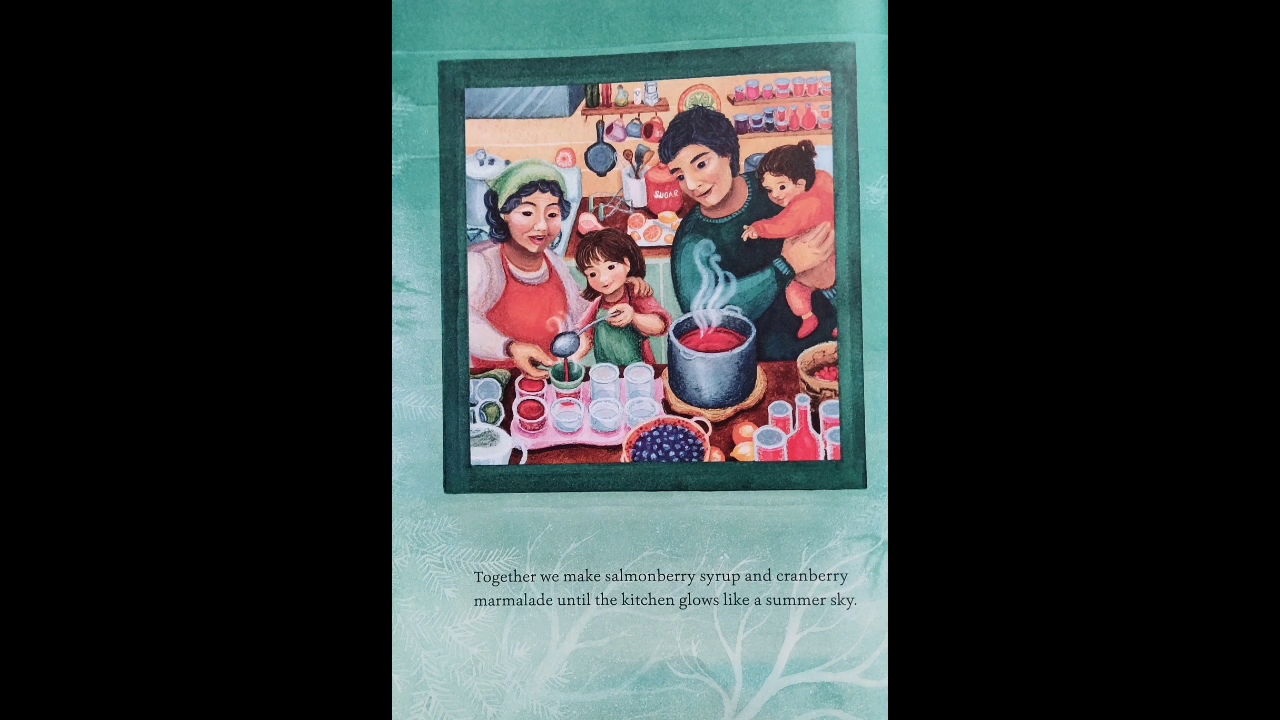 SUGAR
Together we make salmonberry syrup and cranberry
marmalade until the kitchen glows like a summer sky.